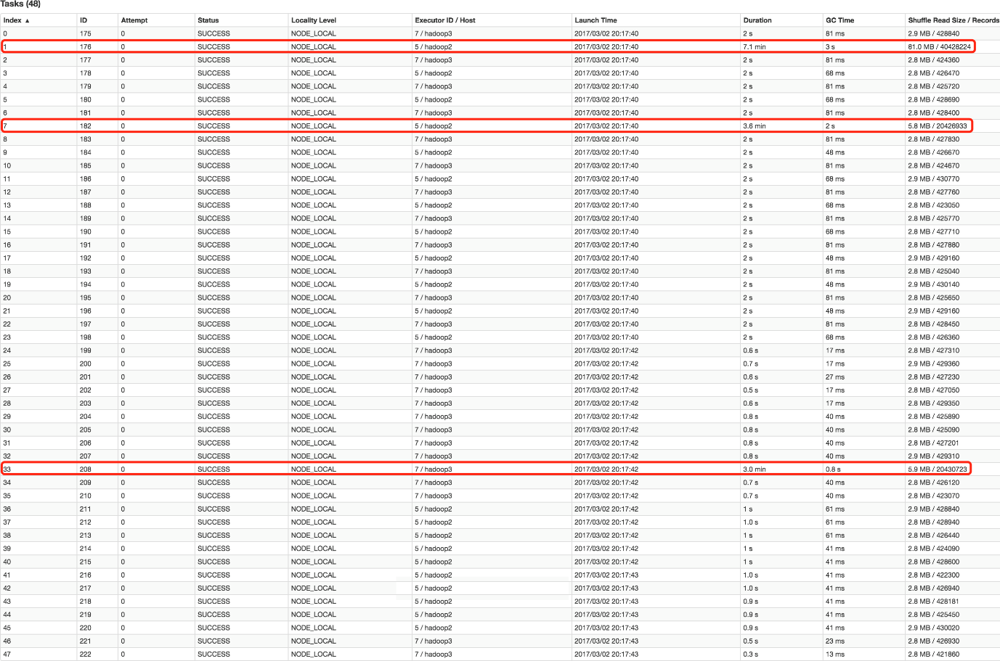 Tasks (48)
Index ▲ ID Attempt Status Locality Level Executor ID / Host Launch Time Duration GC Time Shuffle Read Size / Records
0 175 0 SUCCESS NODE_LOCAL 7 / hadoop3 2017/03/02 20:17:40 2 s 81 ms 2.9 MB / 428840
1 176 0 SUCCESS NODE_LOCAL 5 / hadoop2 2017/03/02 20:17:40 7.1 min 3 s 81.0 MB / 40428224
2 177 0 SUCCESS NODE_LOCAL 7 / hadoop3 2017/03/02 20:17:40 2 s 81 ms 2.8 MB / 424360
3 178 0 SUCCESS NODE_LOCAL 5 / hadoop2 2017/03/02 20:17:40 2 s 68 ms 2.8 MB / 426470
4 179 0 SUCCESS NODE_LOCAL 7 / hadoop3 2017/03/02 20:17:40 2 s 81 ms 2.8 MB / 425720
5 180 0 SUCCESS NODE_LOCAL 5 / hadoop2 2017/03/02 20:17:40 2 s 68 ms 2.8 MB / 428690
6 181 0 SUCCESS NODE_LOCAL 7 / hadoop3 2017/03/02 20:17:40 2 s 81 ms 2.8 MB / 428400
7 182 0 SUCCESS NODE_LOCAL 5 / hadoop2 2017/03/02 20:17:40 3.6 min 2 s 5.8 MB / 20426933
8 183 0 SUCCESS NODE_LOCAL 7 / hadoop3 2017/03/02 20:17:40 2 s 81 ms 2.8 MB / 427830
9 184 0 SUCCESS NODE_LOCAL 5 / hadoop2 2017/03/02 20:17:40 2 s 48 ms 2.8 MB / 426670
10 185 0 SUCCESS NODE_LOCAL 7 / hadoop3 2017/03/02 20:17:40 2 s 81 ms 2.8 MB / 424670
11 186 0 SUCCESS NODE_LOCAL 5 / hadoop2 2017/03/02 20:17:40 2 s 68 ms 2.9 MB / 430770
12 187 0 SUCCESS NODE_LOCAL 7 / hadoop3 2017/03/02 20:17:40 2 s 81 ms 2.8 MB / 427760
13 188 0 SUCCESS NODE_LOCAL 5 / hadoop2 2017/03/02 20:17:40 2 s 68 ms 2.8 MB / 423050
14 189 0 SUCCESS NODE_LOCAL 7 / hadoop3 2017/03/02 20:17:40 2 s 81 ms 2.8 MB / 425770
15 190 0 SUCCESS NODE_LOCAL 5 / hadoop2 2017/03/02 20:17:40 2 s 68 ms 2.8 MB / 427710
16 191 0 SUCCESS NODE_LOCAL 7 / hadoop3 2017/03/02 20:17:40 2 s 81 ms 2.8 MB / 427880
17 192 0 SUCCESS NODE_LOCAL 5 / hadoop2 2017/03/02 20:17:40 2 s 48 ms 2.9 MB / 429160
18 193 0 SUCCESS NODE_LOCAL 7 / hadoop3 2017/03/02 20:17:40 2 s 81 ms 2.8 MB / 425040
19 194 0 SUCCESS NODE_LOCAL 5 / hadoop2 2017/03/02 20:17:40 2 s 48 ms 2.9 MB / 430140
20 195 0 SUCCESS NODE_LOCAL 7 / hadoop3 2017/03/02 20:17:40 2 s 81 ms 2.8 MB / 425650
21 196 0 SUCCESS NODE_LOCAL 5 / hadoop2 2017/03/02 20:17:40 2 s 48 ms 2.9 MB / 429160
22 197 0 SUCCESS NODE_LOCAL 7 / hadoop3 2017/03/02 20:17:40 2 s 81 ms 2.8 MB / 428450
23 198 0 SUCCESS NODE_LOCAL 5 / hadoop2 2017/03/02 20:17:40 2 s 68 ms 2.8 MB / 426360
24 199 0 SUCCESS NODE_LOCAL 7 / hadoop3 2017/03/02 20:17:42 0.6 s 17 ms 2.8 MB / 427310
25 200 0 SUCCESS NODE_LOCAL 7 / hadoop3 2017/03/02 20:17:42 0.7 s 17 ms 2.9 MB / 429360
26 201 0 SUCCESS NODE_LOCAL 7 / hadoop3 2017/03/02 20:17:42 0.6 s 27 ms 2.8 MB / 427230
27 202 0 SUCCESS NODE_LOCAL 7 / hadoop3 2017/03/02 20:17:42 0.5 s 17 ms 2.8 MB / 427050
28 203 0 SUCCESS NODE_LOCAL 7 / hadoop3 2017/03/02 20:17:42 0.6 s 17 ms 2.8 MB / 429350
29 204 0 SUCCESS NODE_LOCAL 7 / hadoop3 2017/03/02 20:17:42 0.8 s 40 ms 2.8 MB / 425890
30 205 0 SUCCESS NODE_LOCAL 7 / hadoop3 2017/03/02 20:17:42 0.8 s 40 ms 2.8 MB / 425090
31 206 0 SUCCESS NODE_LOCAL 7 / hadoop3 2017/03/02 20:17:42 0.8 s 40 ms 2.8 MB / 427201
32 207 0 SUCCESS NODE_LOCAL 7 / hadoop3 2017/03/02 20:17:42 0.8 s 40 ms 2.9 MB / 429310
33 208 0 SUCCESS NODE_LOCAL 7 / hadoop3 2017/03/02 20:17:42 3.0 min 0.8 s 5.9 MB / 20430723
34 209 0 SUCCESS NODE_LOCAL 7 / hadoop3 2017/03/02 20:17:42 0.7 s 40 ms 2.8 MB / 426120
35 210 0 SUCCESS NODE_LOCAL 7 / hadoop3 2017/03/02 20:17:42 0.7 s 40 ms 2.8 MB / 423070
36 211 0 SUCCESS NODE_LOCAL 5 / hadoop2 2017/03/02 20:17:42 1 s 61 ms 2.9 MB / 428840
37 212 0 SUCCESS NODE_LOCAL 5 / hadoop2 2017/03/02 20:17:42 1.0 s 61 ms 2.8 MB / 428940
38 213 0 SUCCESS NODE_LOCAL 5 / hadoop2 2017/03/02 20:17:42 1 s 61 ms 2.8 MB / 426440
39 214 0 SUCCESS NODE_LOCAL 5 / hadoop2 2017/03/02 20:17:42 1 s 41 ms 2.8 MB / 424090
40 215 0 SUCCESS NODE_LOCAL 5 / hadoop2 2017/03/02 20:17:42 1 s 41 ms 2.8 MB / 428600
41 216 0 SUCCESS NODE_LOCAL 5 / hadoop2 2017/03/02 20:17:43 1.0 s 41 ms 2.8 MB / 422300
42 217 0 SUCCESS NODE_LOCAL 5 / hadoop2 2017/03/02 20:17:43 1.0 s 41 ms 2.8 MB / 426940
43 218 0 SUCCESS NODE_LOCAL 5 / hadoop2 2017/03/02 20:17:43 0.9 s 41 ms 2.8 MB / 428181
44 219 0 SUCCESS NODE_LOCAL 5 / hadoop2 2017/03/02 20:17:43 0.9 s 41 ms 2.8 MB / 425450
45 220 0 SUCCESS NODE_LOCAL 5 / hadoop2 2017/03/02 20:17:43 0.9 s 41 ms 2.9 MB / 430020
46 221 0 SUCCESS NODE_LOCAL 7 / hadoop3 2017/03/02 20:17:43 0.5 s 23 ms 2.8 MB / 426930
47 222 0 SUCCESS NODE_LOCAL 7 / hadoop3 2017/03/02 20:17:43 0.3 s 13 ms 2.8 MB / 421860